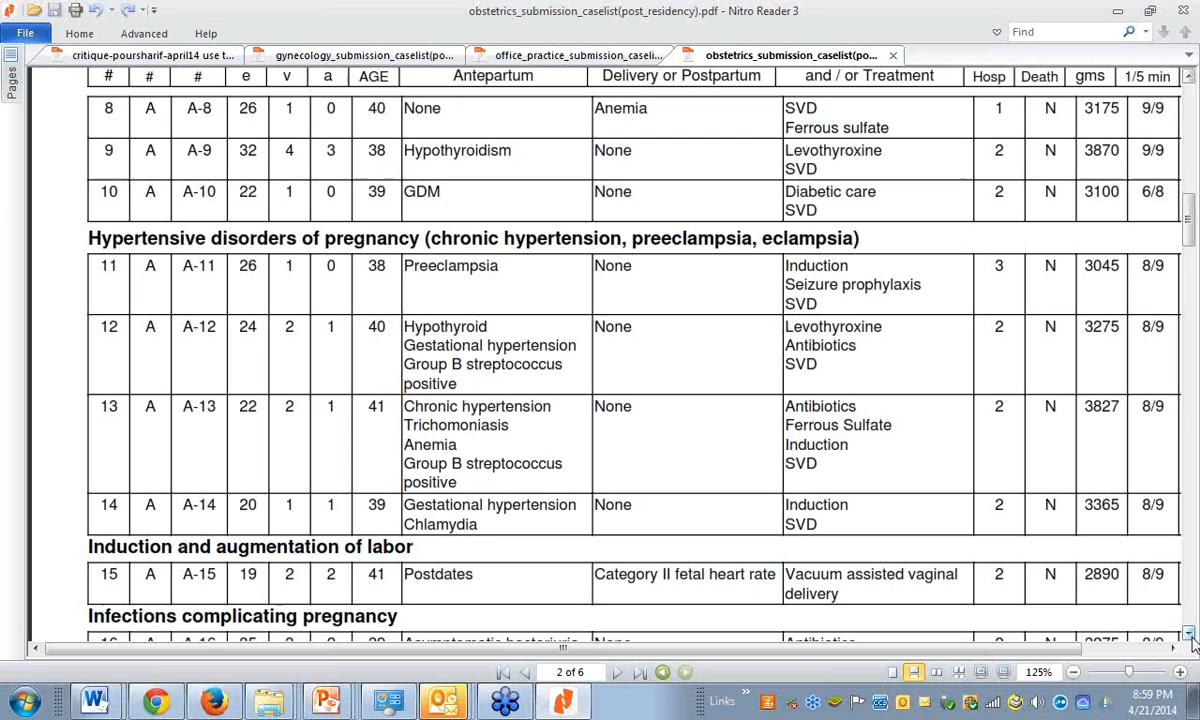 obstetrics_submission_caselist(post_residency).pdf - Nitro Reader 3
File Home Advanced Help Find
critique-poursharif-april14 use t... gynecology_submission_caselist(po... office_practice_submission_caseli... obstetrics_submission_caselist(po...
Pages
# # # e v a AGE Antepartum Delivery or Postpartum and / or Treatment Hosp Death gms 1/5 min
8 A A-8 26 1 0 40 None Anemia SVD 1 N 3175 9/9
Ferrous sulfate
9 A A-9 32 4 3 38 Hypothyroidism None Levothyroxine 2 N 3870 9/9
SVD
10 A A-10 22 1 0 39 GDM None Diabetic care 2 N 3100 6/8
SVD
Hypertensive disorders of pregnancy (chronic hypertension, preeclampsia, eclampsia)
11 A A-11 26 1 0 38 Preeclampsia None Induction 3 N 3045 8/9
Seizure prophylaxis
SVD
12 A A-12 24 2 1 40 Hypothyroid None Levothyroxine 2 N 3275 8/9
Gestational hypertension Antibiotics
Group B streptococcus SVD
positive
13 A A-13 22 2 1 41 Chronic hypertension None Antibiotics 2 N 3827 8/9
Trichomoniasis Ferrous Sulfate
Anemia Induction
Group B streptococcus SVD
positive
14 A A-14 20 1 1 39 Gestational hypertension None Induction 2 N 3365 8/9
Chlamydia SVD
Induction and augmentation of labor
15 A A-15 19 2 2 41 Postdates Category II fetal heart rate Vacuum assisted vaginal 2 N 2890 8/9
delivery
Infections complicating pregnancy
2 of 6 125%
Links 8:59 PM
4/21/2014